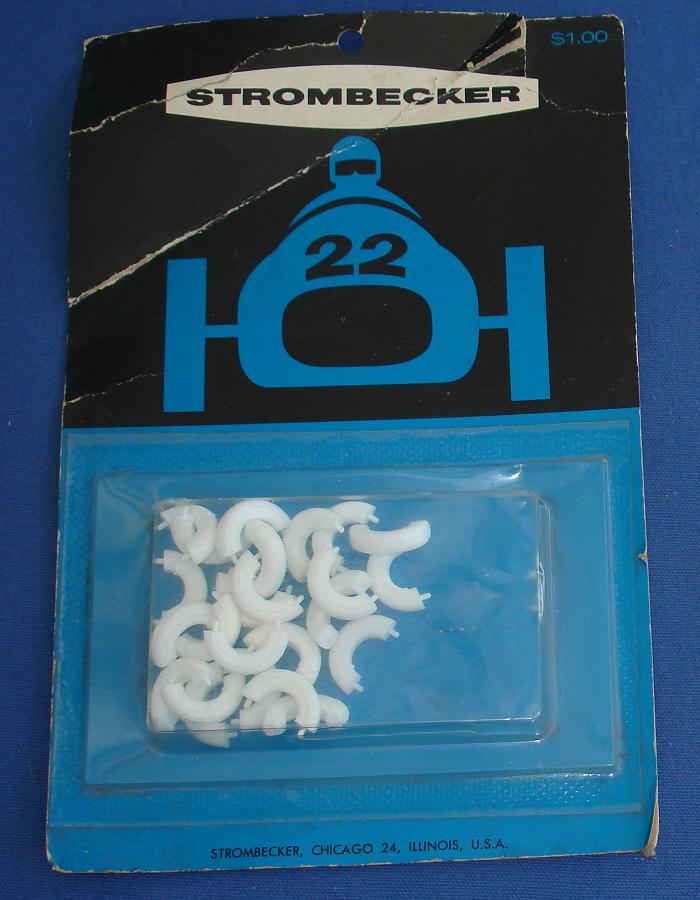 $1.00
STROMBECKER
22
STROMBECKER, CHICAGO 24, ILLINOIS, U.S.A.